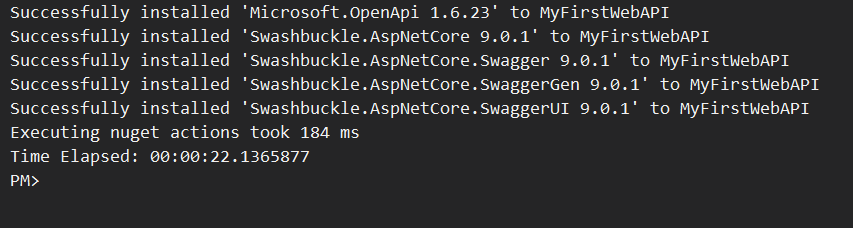 Successfully installed 'Microsoft.OpenApi 1.6.23' to MyFirstWebAPI
Successfully installed 'Swashbuckle.AspNetCore 9.0.1' to MyFirstWebAPI
Successfully installed 'Swashbuckle.AspNetCore.Swagger 9.0.1' to MyFirstWebAPI
Successfully installed 'Swashbuckle.AspNetCore.SwaggerGen 9.0.1' to MyFirstWebAPI
Successfully installed 'Swashbuckle.AspNetCore.SwaggerUI 9.0.1' to MyFirstWebAPI
Executing nuget actions took 184 ms
Time Elapsed: 00:00:22.1365877
PM>